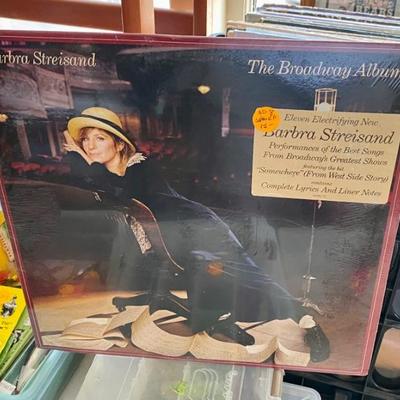 rbra Streisand
The Broadway Album
Eleven Electrifying New
Barbra Streisand
Performances of the Best Songs
From Broadway's Greatest Shows
featuring the hit
"Somewhere" (From West Side Story)
contains
Complete Lyrics And Liner Notes